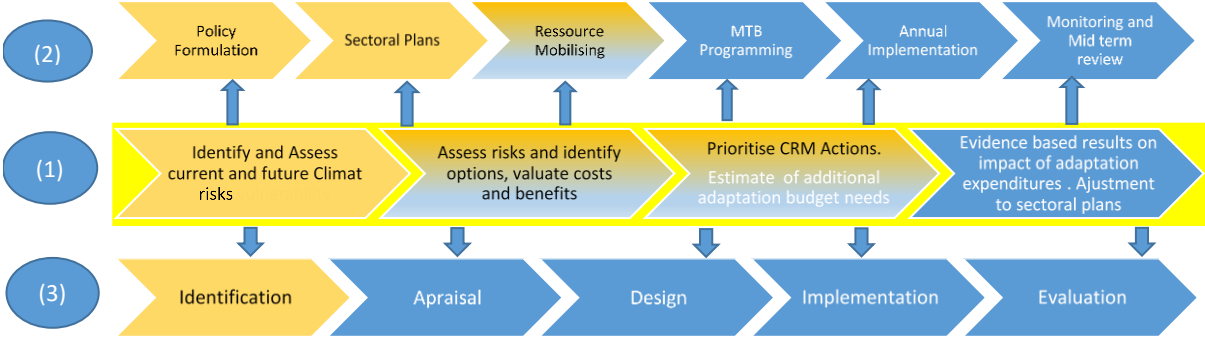 (2)
Policy
Formulation
Sectoral Plans
Ressource
Mobilising
MTB
Programming
Annual
Implementation
Monitoring and
Mid term
review
(1)
Identify and Assess
current and future Climat
risks
Assess risks and identify
options, valuate costs
and benefits
Prioritise CRM Actions.
Estimate of additional
adaptation budget needs
Evidence based results on
impact of adaptation
expenditures . Ajustment
to sectoral plans
(3)
Identification
Apraisal
Design
Implementation
Evaluation